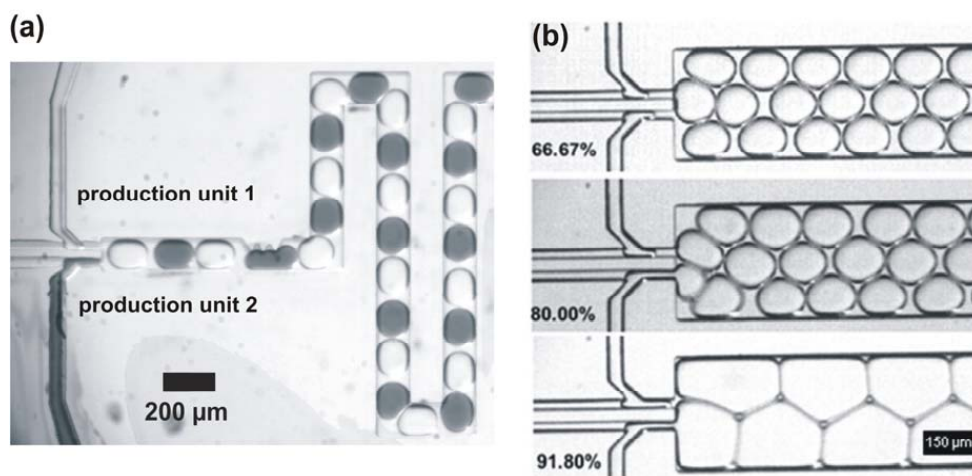 (a)
production unit 1
production unit 2
200 μm
(b)
66.67%
80.00%
91.80%
150 μm